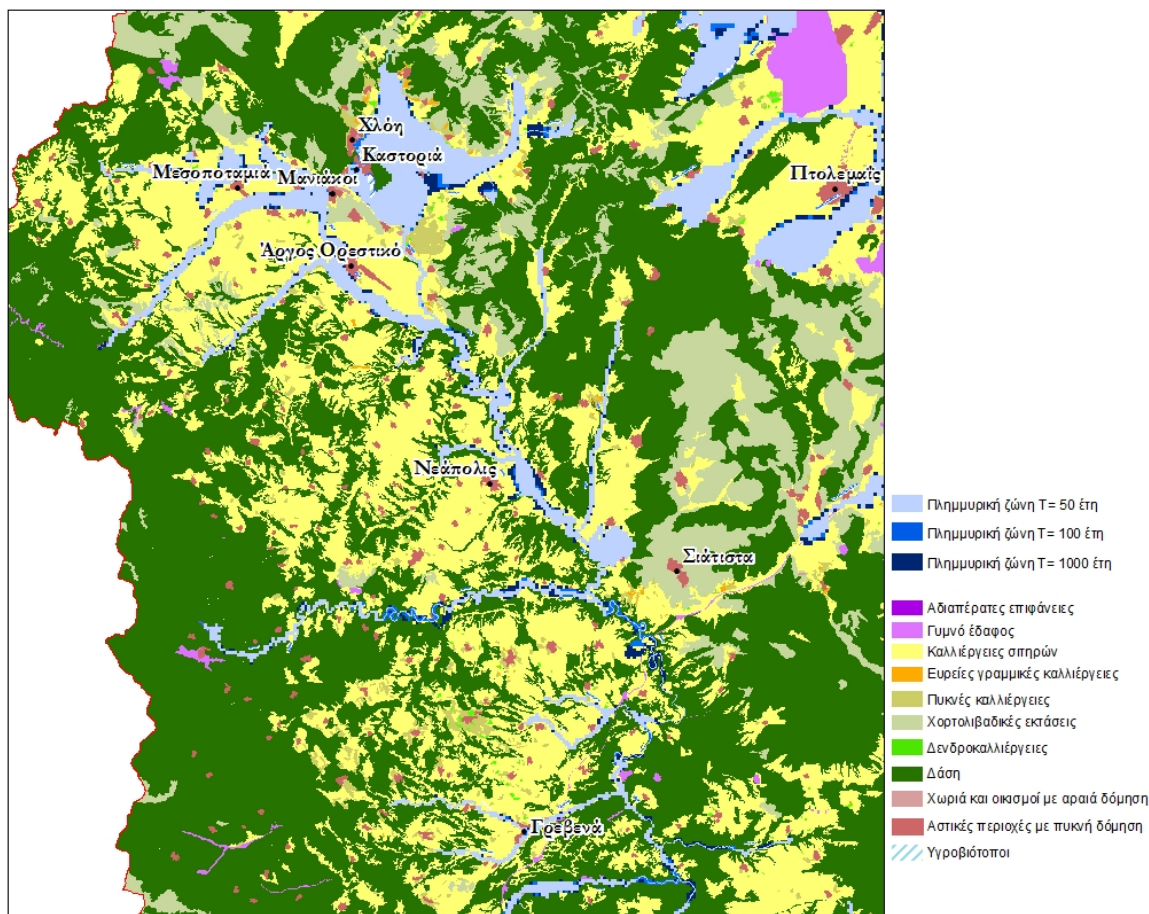 Χλόη
Καστοριά
Μεσοποταμιά
Μανιάκοι
Πτολεμαΐς
Άργος Ορεστικό
Νεάπολις
Σιάτιστα
Γρεβενά
Πλημμυρική ζώνη Τ= 50 έτη
Πλημμυρική ζώνη Τ= 100 έτη
Πλημμυρική ζώνη Τ= 1000 έτη
Αδιαπέρατες επιφάνειες
Γυμνό έδαφος
Καλλιέργειες σιτηρών
Ευρείες γραμμικές καλλιέργειες
Πυκνές καλλιέργειες
Χορτολιβαδικές εκτάσεις
Δενδροκαλλιέργειες
Δάση
Χωριά και οικισμοί με αραιά δόμηση
Αστικές περιοχές με πυκνή δόμηση
Υγροβιότοποι